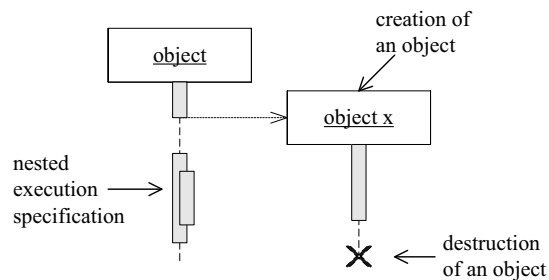 creation of
an object
object
object x
nested
execution
specification
destruction
of an object